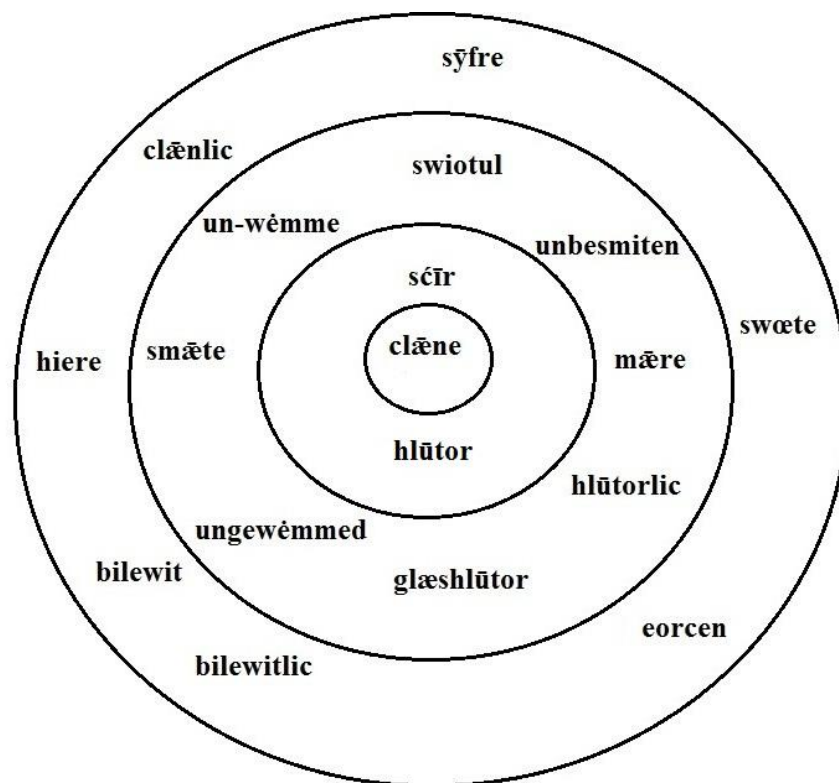 sȳfre
clǣnlic
swiotul
un-wėmme
unbesmiten
sćīr
swœte
clǣne
hiere
smǣte
mǣre
hlūtor
hlūtorlic
ungewėmmed
bilewit
glæshlūtor
eorcen
bilewitlic